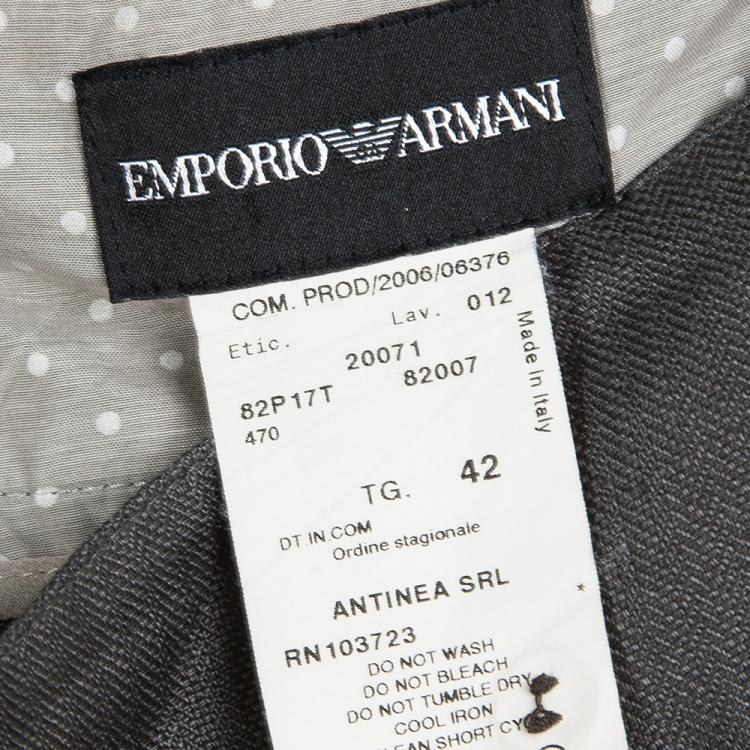 EMPORIO ARMANI
COM. PROD/2006/06376
Etic. Lav. 012
20071
82P17T 82007
470
Made in Italy
TG. 42
DT.IN.COM
Ordine stagionale
ANTINEA SRL *
RN103723
DO NOT WASH
DO NOT BLEACH
DO NOT TUMBLE DRY
COOL IRON
SHORT